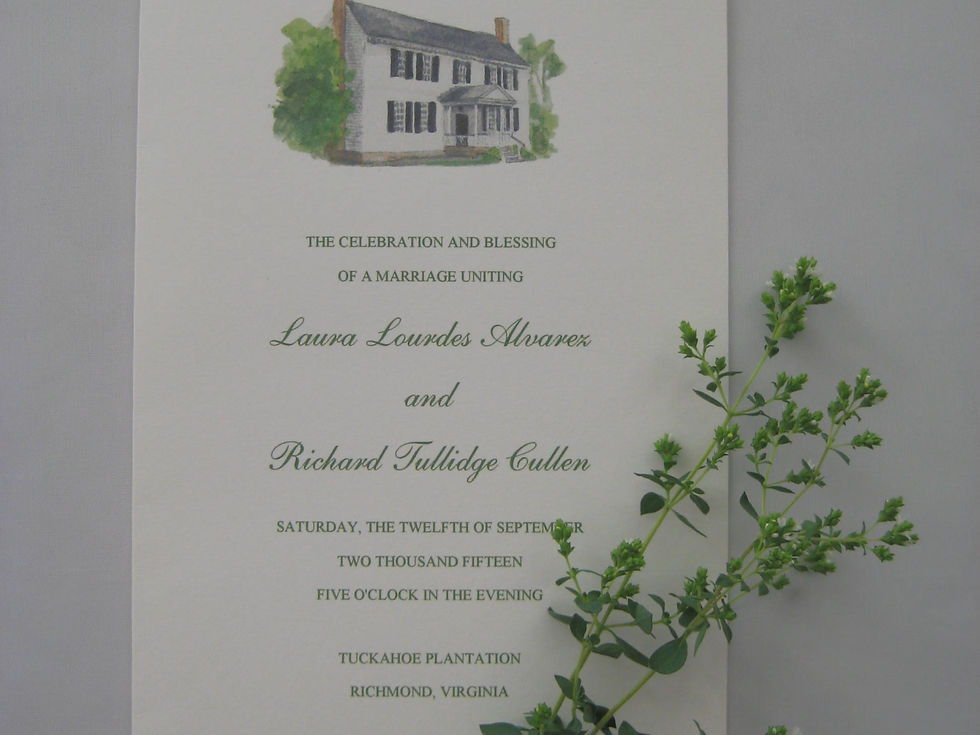 THE CELEBRATION AND BLESSING
OF A MARRIAGE UNITING
Laura Lourdes Alvarez
and
Richard Tullidge Cullen
SATURDAY, THE TWELFTH OF SEPTEMBER
TWO THOUSAND FIFTEEN
FIVE O'CLOCK IN THE EVENING
TUCKAHOE PLANTATION
RICHMOND, VIRGINIA